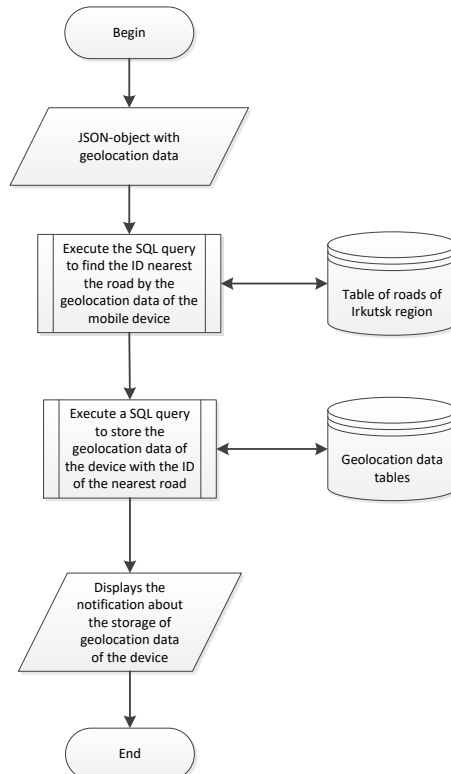 Begin
JSON-object with
geolocation data
Execute the SQL query
to find the ID nearest
the road by the
geolocation data of the
mobile device
Table of roads of
Irkutsk region
Execute a SQL query
to store the
geolocation data of
the device with the ID
of the nearest road
Geolocation data
tables
Displays the
notification about
the storage of
geolocation data
of the device
End